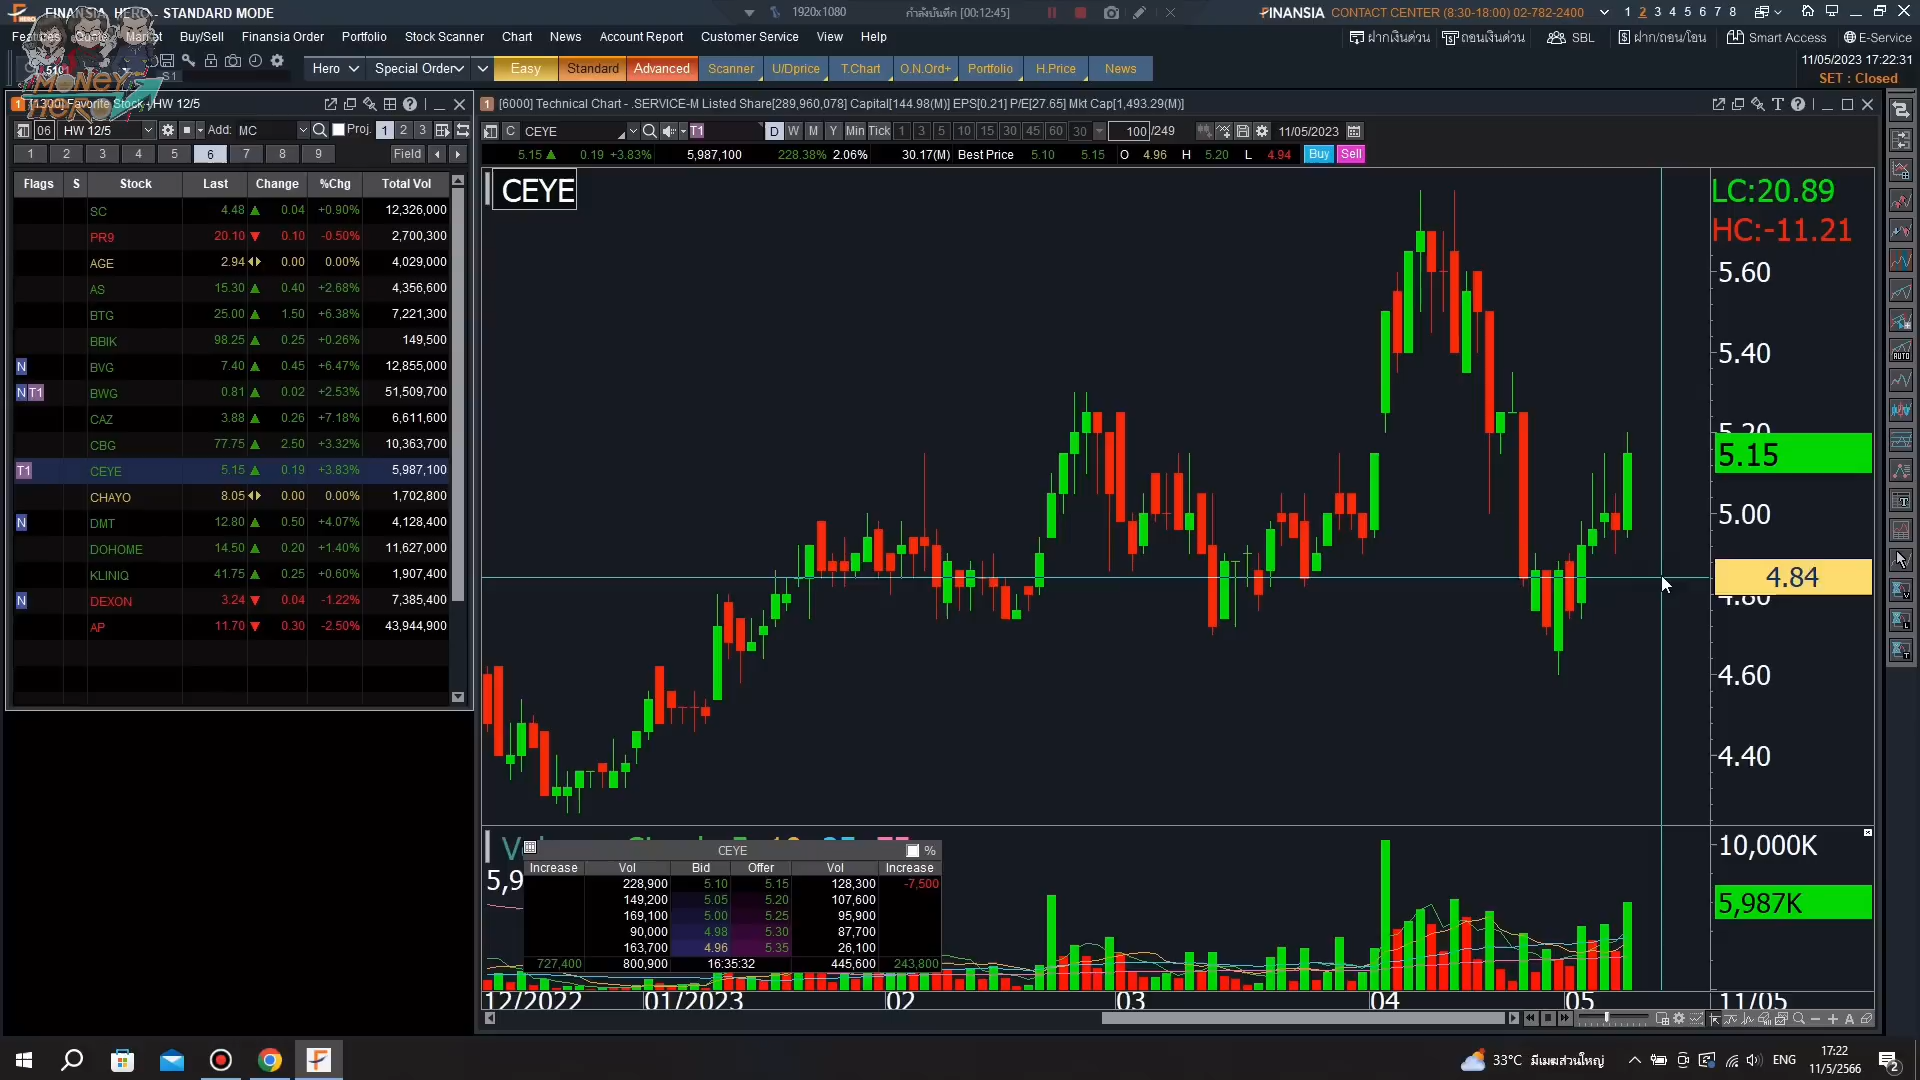 FINANSIA HERO - STANDARD MODE
1920x1080
กำลังบันทึก [00:12:45]
FINANSIA CONTACT CENTER (8:30-18:00) 02-782-2400
1 2 3 4 5 6 7 8
Features Quote Market Buy/Sell Finansia Order Portfolio Stock Scanner Chart News Account Report Customer Service View Help
ฝากเงินด่วน ถอนเงินด่วน SBL ฝาก/ถอน/โอน Smart Access E-Service
MONEY HERO
Hero Special Order Easy Standard Advanced Scanner U/Dprice T.Chart O.N.Ord+ Portfolio H.Price News
11/05/2023 17:22:31
SET : Closed
1 [1300] Favorite Stock - HW 12/5
06 HW 12/5 Add: MC Proj. 1 2 3
1 2 3 4 5 6 7 8 9 Field
Flags S Stock Last Change %Chg Total Vol
SC 4.48 ▲ 0.04 +0.90% 12,326,000
PR9 20.10 ▼ 0.10 -0.50% 2,700,300
AGE 2.94 0.00 0.00% 4,029,000
AS 15.30 ▲ 0.40 +2.68% 4,356,600
BTG 25.00 ▲ 1.50 +6.38% 7,221,300
BBIK 98.25 ▲ 0.25 +0.26% 149,500
N BVG 7.40 ▲ 0.45 +6.47% 12,855,000
N T1 BWG 0.81 ▲ 0.02 +2.53% 51,509,700
CAZ 3.88 ▲ 0.26 +7.18% 6,611,600
CBG 77.75 ▲ 2.50 +3.32% 10,363,700
T1 CEYE 5.15 ▲ 0.19 +3.83% 5,987,100
CHAYO 8.05 0.00 0.00% 1,702,800
N DMT 12.80 ▲ 0.50 +4.07% 4,128,400
DOHOME 14.50 ▲ 0.20 +1.40% 11,627,000
KLINIQ 41.75 ▲ 0.25 +0.60% 1,907,400
N DEXON 3.24 ▼ 0.04 -1.22% 7,385,400
AP 11.70 ▼ 0.30 -2.50% 43,944,900
1 [6000] Technical Chart - .SERVICE-M Listed Share[289,960,078] Capital[144.98(M)] EPS[0.21] P/E[27.65] Mkt Cap[1,493.29(M)]
C CEYE T1 D W M Y Min Tick 1 3 5 10 15 30 45 60 30 100 /249 11/05/2023
5.15 ▲ 0.19 +3.83% 5,987,100 228.38% 2.06% 30.17(M) Best Price 5.10 5.15 O 4.96 H 5.20 L 4.94 Buy Sell
CEYE
LC:20.89
HC:-11.21
5.60
5.40
5.20
5.15
5.00
4.84
4.80
4.60
4.40
10,000K
5,987K
CEYE %
Increase Vol Bid Offer Vol Increase
228,900 5.10 5.15 128,300 -7,500
149,200 5.05 5.20 107,600
169,100 5.00 5.25 95,900
90,000 4.98 5.30 87,700
163,700 4.96 5.35 26,100
727,400 800,900 16:35:32 445,600 243,800
12/2022 01/2023 02 03 04 05 11/05
33°C มีเมฆส่วนใหญ่ ENG 17:22
11/5/2566
2